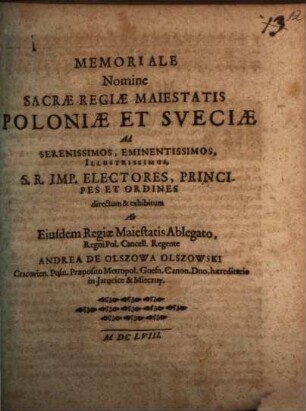 13 12
MEMORIALE
Nomine
SACRÆ REGIÆ MAIESTATIS
POLONIÆ ET SVECIÆ
Ad
SERENISSIMOS, EMINENTISSIMOS,
ILLUSTRISSIMOS,
S. R. IMP. ELECTORES, PRINCI-
PES ET ORDINES
directum & exhibitum
Ab
Eiusdem Regiæ Maiestatis Ablegato,
Regni Pol. Cancell. Regente
ANDREA DE OLSZOWA OLSZOWSKI
Cracovien. Posn. Præposito Metropol. Gnesn. Canon. Dno. hæreditario
in Jarocice &
M DC LVIII.